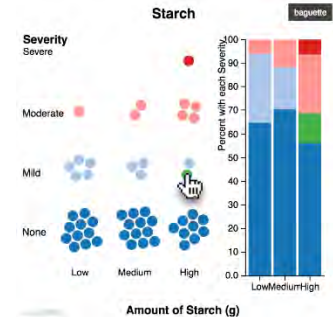 Starch
baguette
Severity
Severe
Moderate
Mild
None
Low
Medium
High
Amount of Starch (g)
Percent with each Severity
100
90
80
70
60
50
40
30
20
10
0.0
Low
Medium
High